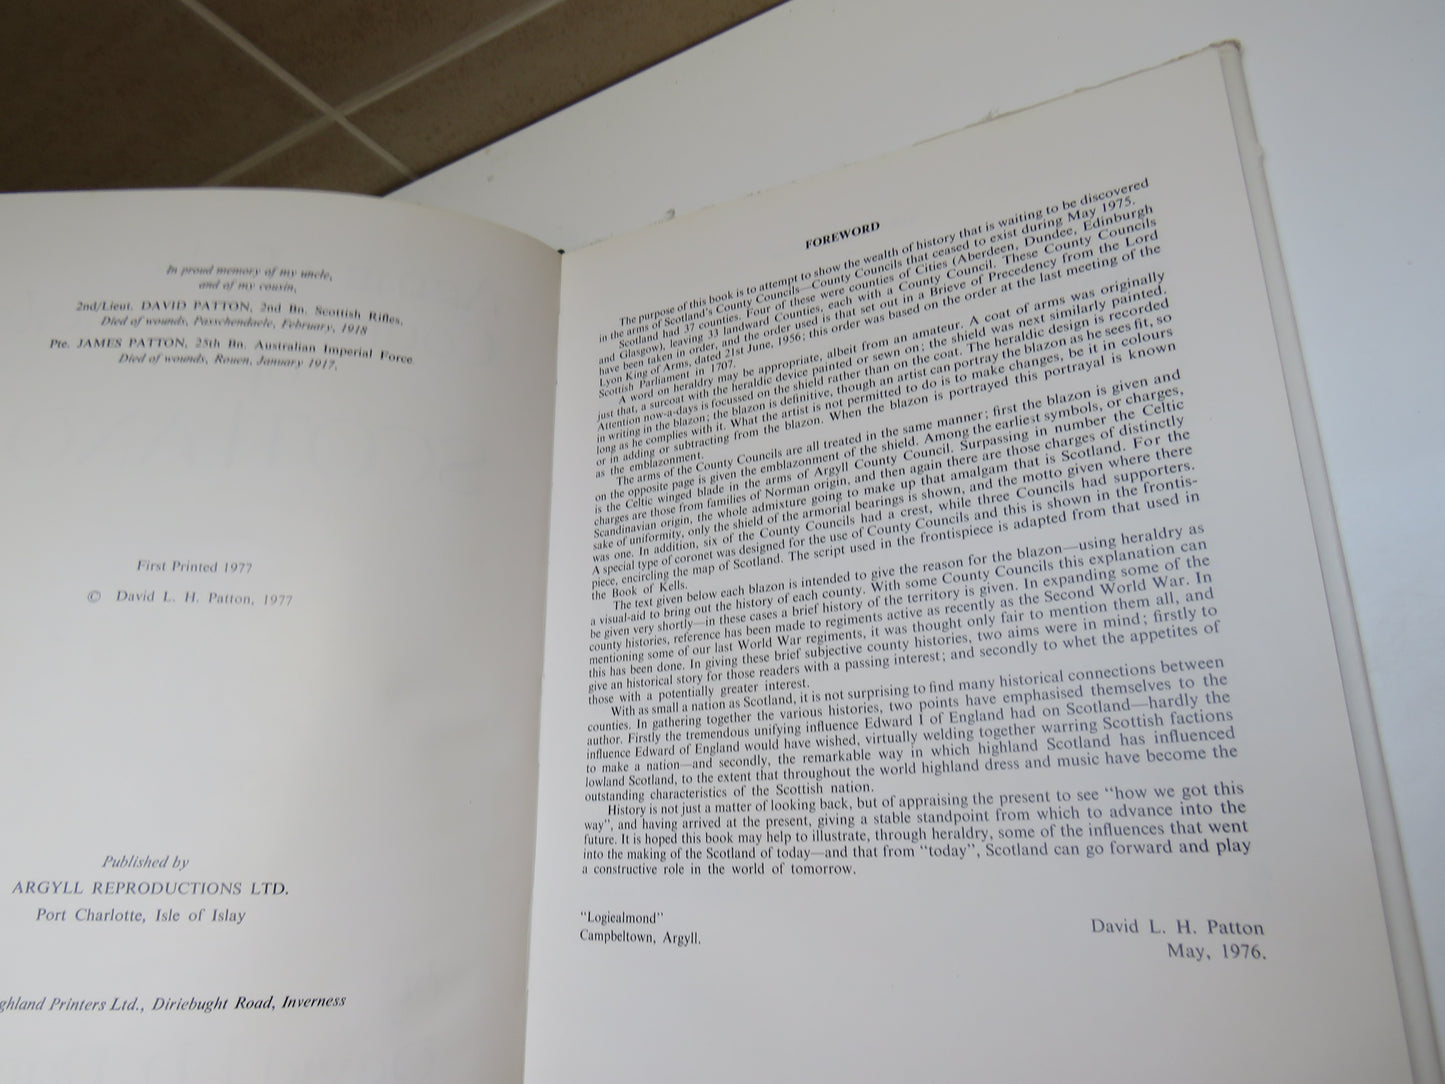 In proud memory of my uncle,
and of my cousin,
2nd/Lieut. DAVID PATTON, 2nd Bn. Scottish Rifles.
Died of wounds, Passchendaele, February, 1918
Pte. JAMES PATTON, 25th Bn. Australian Imperial Force
Died of wounds, Rouen, January 1917.
First Printed 1977
© David L. H. Patton, 1977
Published by
ARGYLL REPRODUCTIONS LTD.
Port Charlotte, Isle of Islay
ghland Printers Ltd., Diriebught Road, Inverness
FOREWORD
The purpose of this book is to attempt to show the wealth of history that is waiting to be discovered
in the arms of Scotland's County Councils—County Councils that ceased to exist during May 1975.
Scotland had 37 counties. Four of these were counties of Cities (Aberdeen, Dundee, Edinburgh
and Glasgow), leaving 33 landward Counties, each with a County Council. These County Councils
have been taken in order, and the order used is that set out in a Brieve of Precedency from the Lord
Lyon King of Arms, dated 21st June, 1956; this order was based on the order at the last meeting of the
Scottish Parliament in 1707.
A word on heraldry may be appropriate, albeit from an amateur. A coat of arms was originally
just that, a surcoat with the heraldic device painted or sewn on; the shield was next similarly painted.
Attention now-a-days is focussed on the shield rather than on the coat. The heraldic design is recorded
in writing in the blazon; the blazon is definitive, though an artist can portray the blazon as he sees fit, so
long as he complies with it. What the artist is not permitted to do is to make changes, be it in colours
or in adding or subtracting from the blazon. When the blazon is portrayed this portrayal is known
as the emblazonment.
The arms of the County Councils are all treated in the same manner; first the blazon is given and
on the opposite page is given the emblazonment of the shield. Among the earliest symbols, or charges,
is the Celtic winged blade in the arms of Argyll County Council. Surpassing in number the Celtic
charges are those from families of Norman origin, and then again there are those charges of distinctly
Scandinavian origin, the whole admixture going to make up that amalgam that is Scotland. For the
sake of uniformity, only the shield of the armorial bearings is shown, and the motto given where there
was one. In addition, six of the County Councils had a crest, while three Councils had supporters.
A special type of coronet was designed for the use of County Councils and this is shown in the frontis-
piece, encircling the map of Scotland. The script used in the frontispiece is adapted from that used in
the Book of Kells.
The text given below each blazon is intended to give the reason for the blazon—using heraldry as
a visual-aid to bring out the history of each county. With some County Councils this explanation can
be given very shortly—in these cases a brief history of the territory is given. In expanding some of the
county histories, reference has been made to regiments active as recently as the Second World War. In
mentioning some of our last World War regiments, it was thought only fair to mention them all, and
this has been done. In giving these brief subjective county histories, two aims were in mind; firstly to
give an historical story for those readers with a passing interest; and secondly to whet the appetites of
those with a potentially greater interest.
With as small a nation as Scotland, it is not surprising to find many historical connections between
counties. In gathering together the various histories, two points have emphasised themselves to the
author. Firstly the tremendous unifying influence Edward I of England had on Scotland—hardly the
influence Edward of England would have wished, virtually welding together warring Scottish factions
to make a nation—and secondly, the remarkable way in which highland Scotland has influenced
lowland Scotland, to the extent that throughout the world highland dress and music have become the
outstanding characteristics of the Scottish nation.
History is not just a matter of looking back, but of appraising the present to see "how we got this
way", and having arrived at the present, giving a stable standpoint from which to advance into the
future. It is hoped this book may help to illustrate, through heraldry, some of the influences that went
into the making of the Scotland of today—and that from "today", Scotland can go forward and play
a constructive role in the world of tomorrow.
"Logiealmond"
Campbeltown, Argyll.
David L. H. Patton
May, 1976.